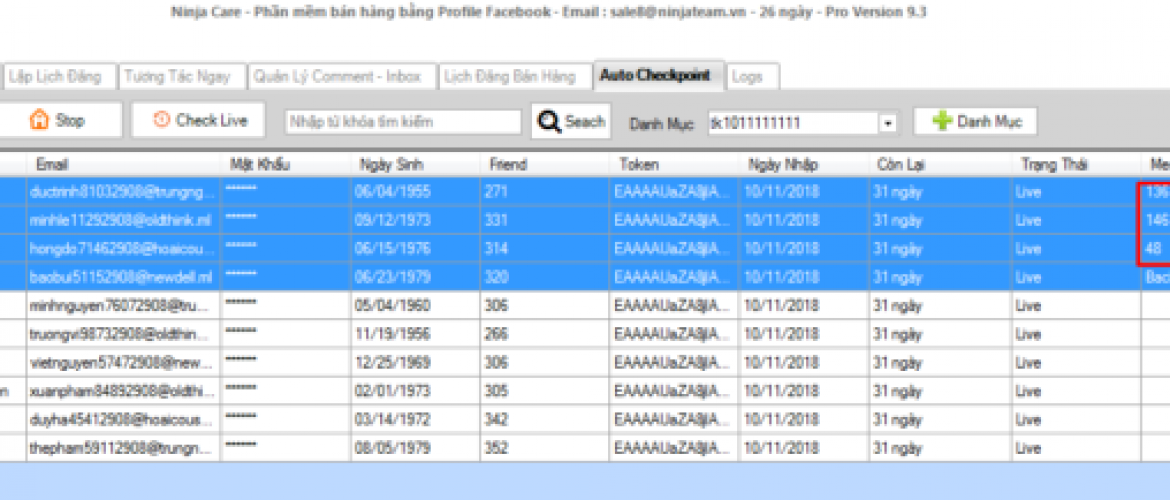 Ninja Care - Phần mềm bán hàng bằng Profile Facebook - Email : sale8@ninjateam.vn - 26 ngày - Pro Version 9.3
Lập Lịch Đăng Tương Tác Ngay Quản Lý Comment - Inbox Lịch Đăng Bán Hàng Auto Checkpoint Logs
Stop Check Live Nhập từ khóa tìm kiếm Seach Danh Mục tk1011111111 Danh Mục
Email Mật Khẩu Ngày Sinh Friend Token Ngày Nhập Còn Lại Trạng Thái Me
ductrinh81032908@trungng... ******* 06/04/1955 271 EAAAAUaZA8jIA... 10/11/2018 31 ngày Live 136
minhle11292908@oldthink.ml ******* 09/12/1973 331 EAAAAUaZA8jIA... 10/11/2018 31 ngày Live 146
hongdo71462908@hoaicou... ******* 06/15/1976 314 EAAAAUaZA8jIA... 10/11/2018 31 ngày Live 48
baobui51152908@newdell.ml ******* 06/23/1979 320 EAAAAUaZA8jIA... 10/11/2018 31 ngày Live Bac
minhnguyen76072908@tru... ******* 05/04/1960 306 EAAAAUaZA8jIA... 10/11/2018 31 ngày Live
truongvi98732908@oldthin... ******* 11/19/1956 266 EAAAAUaZA8jIA... 10/11/2018 31 ngày Live
vietnguyen57472908@new... ******* 12/25/1969 306 EAAAAUaZA8jIA... 10/11/2018 31 ngày Live
xuanpham84892908@oldthi... ******* 02/01/1973 305 EAAAAUaZA8jIA... 10/11/2018 31 ngày Live
duyha45412908@hoaicous... ******* 03/14/1972 342 EAAAAUaZA8jIA... 10/11/2018 31 ngày Live
thepham59112908@trungn... ******* 08/05/1979 352 EAAAAUaZA8jIA... 10/11/2018 31 ngày Live